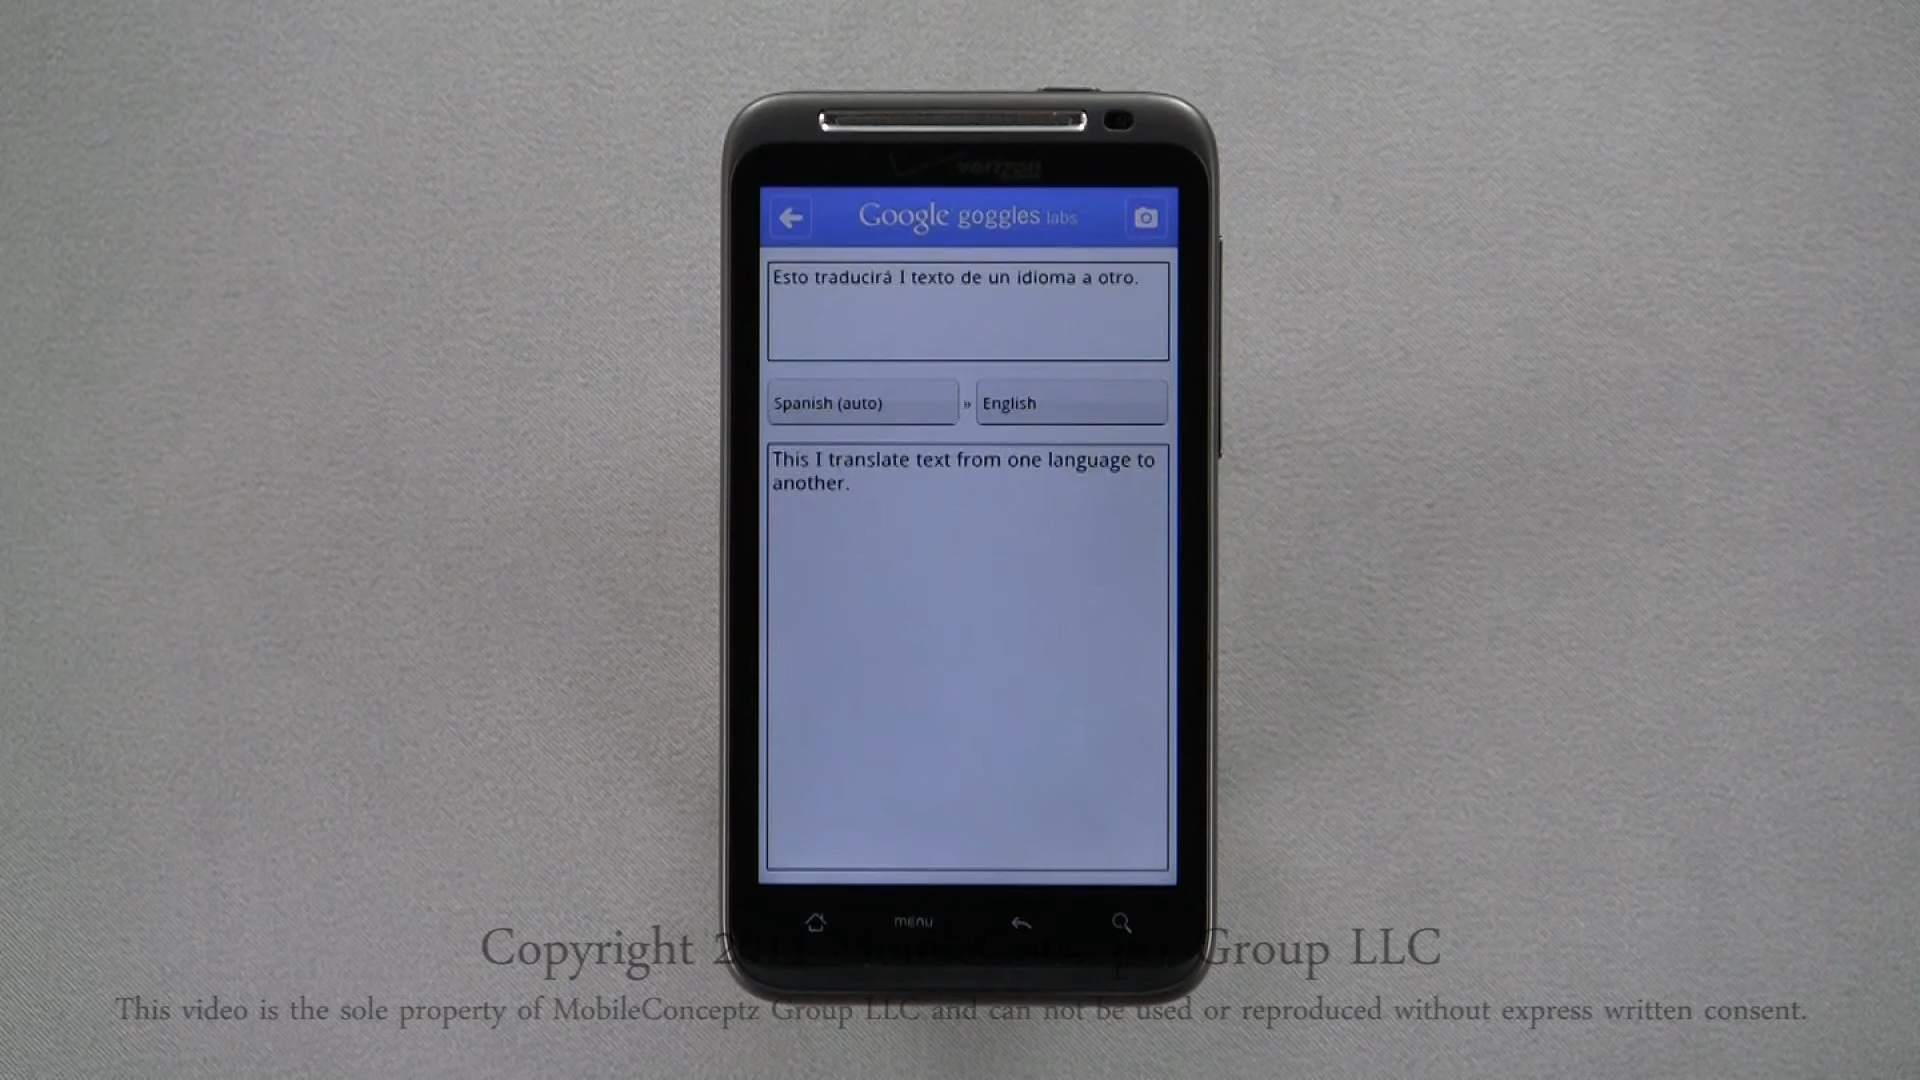 verizon
Google goggles labs
Esto traducirá I texto de un idioma a otro.
Spanish (auto) » English
This I translate text from one language to
another.
menu
Copyright Group LLC
This video is the sole property of MobileConceptz Group LLC and can not be used or reproduced without express written consent.